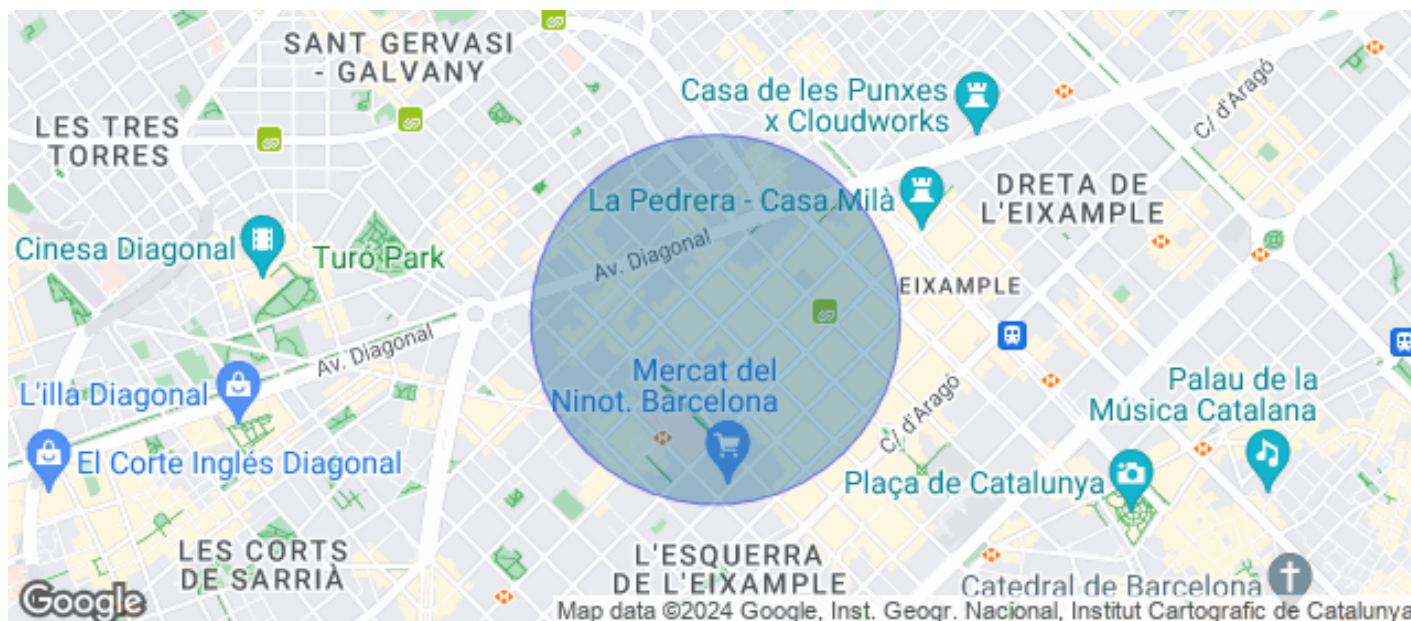 SANT GERVASI
- GALVANY
Casa de les Punxes
x Cloudworks
C/ d'Aragó
LES TRES
TORRES
La Pedrera - Casa Milà
DRETA DE
L'EIXAMPLE
Cinesa Diagonal
Turó Park
Av. Diagonal
EIXAMPLE
Av. Diagonal
L'illa Diagonal
Mercat del
Ninot. Barcelona
C/ d'Aragó
Palau de la
Música Catalana
El Corte Inglés Diagonal
Plaça de Catalunya
LES CORTS
DE SARRIÀ
L'ESQUERRA
DE L'EIXAMPLE
Catedral de Barcelona
Google
Map data ©2024 Google, Inst. Geogr. Nacional, Institut Cartografic de Catalunya